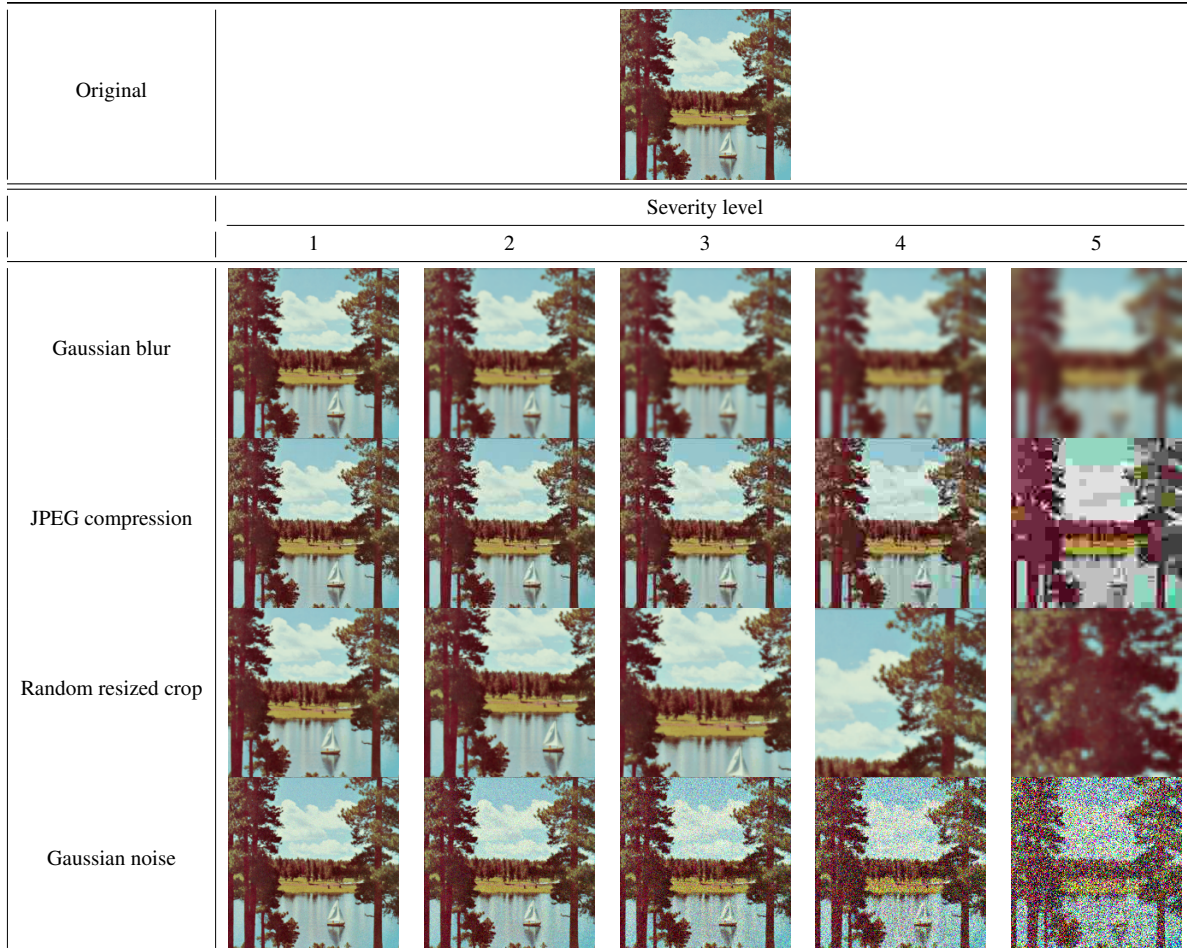 Original
Severity level
1 2 3 4 5
Gaussian blur
JPEG compression
Random resized crop
Gaussian noise